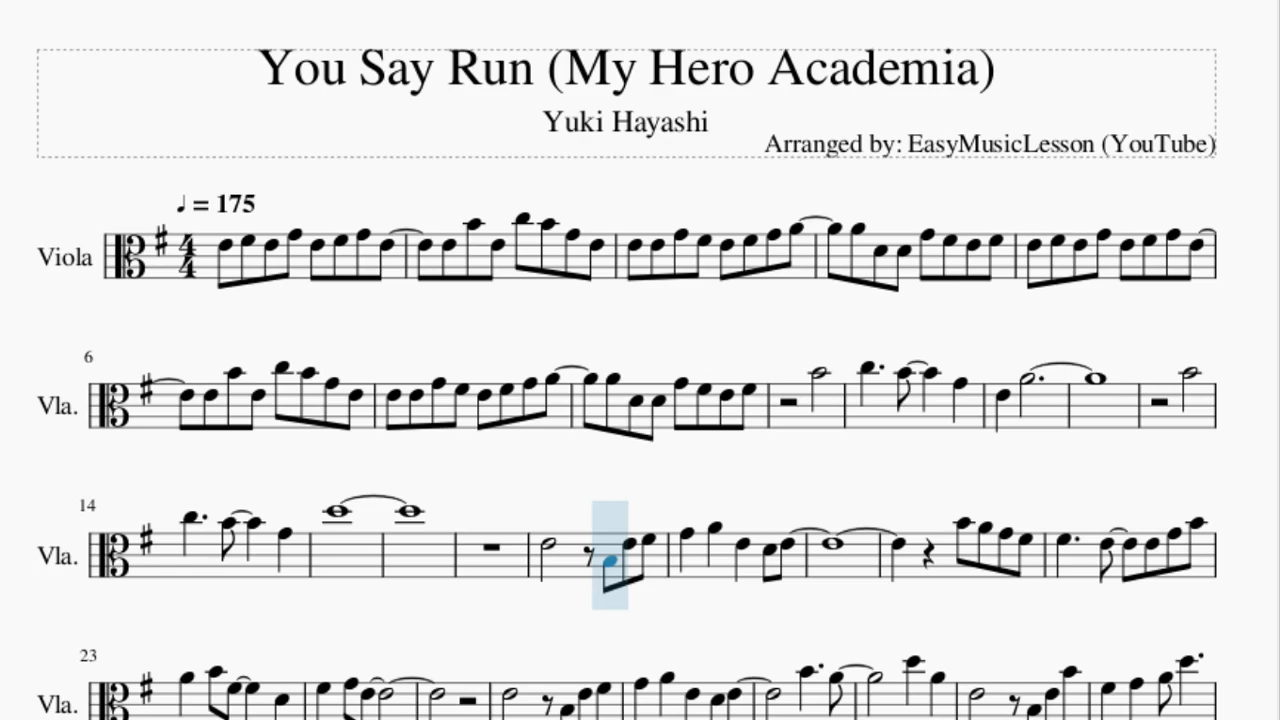 You Say Run (My Hero Academia)
Yuki Hayashi
Arranged by: EasyMusicLesson (YouTube)
♩ = 175
Viola
4
4
6
Vla.
14
Vla.
23
Vla.